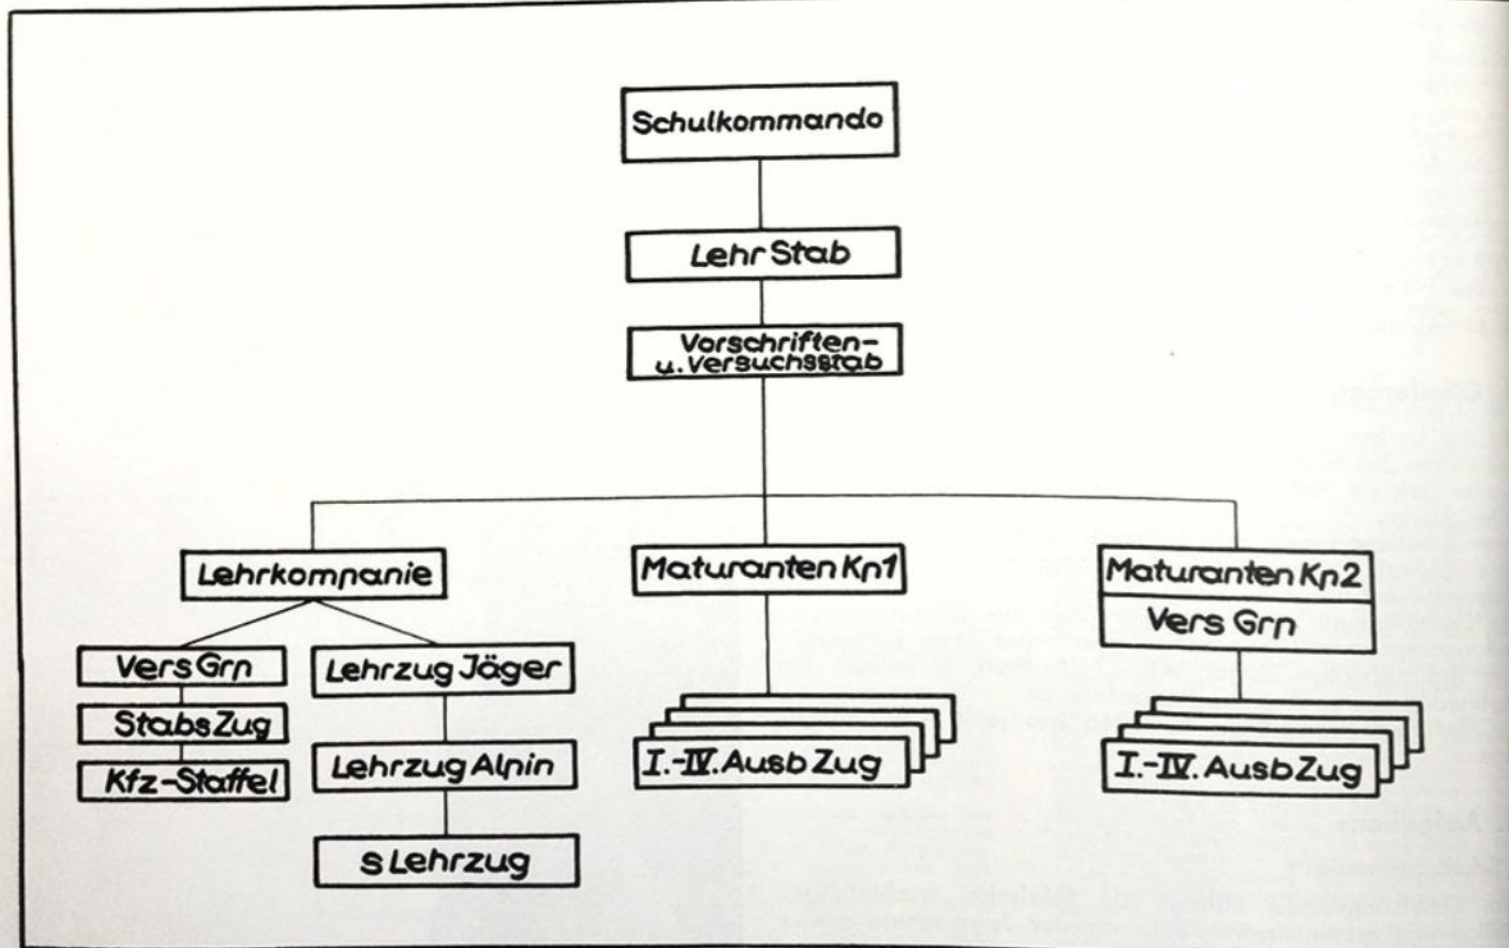 Schulkommando
Lehr Stab
Vorschriften-
u. Versuchsstab
Lehrkompanie
Vers Grp
Stabs Zug
Kfz-Staffel
Lehrzug Jäger
Lehrzug Alpin
s Lehrzug
Maturanten Kp1
I.-IV. Ausb Zug
Maturanten Kp2
Vers Grp
I.-IV. Ausb Zug